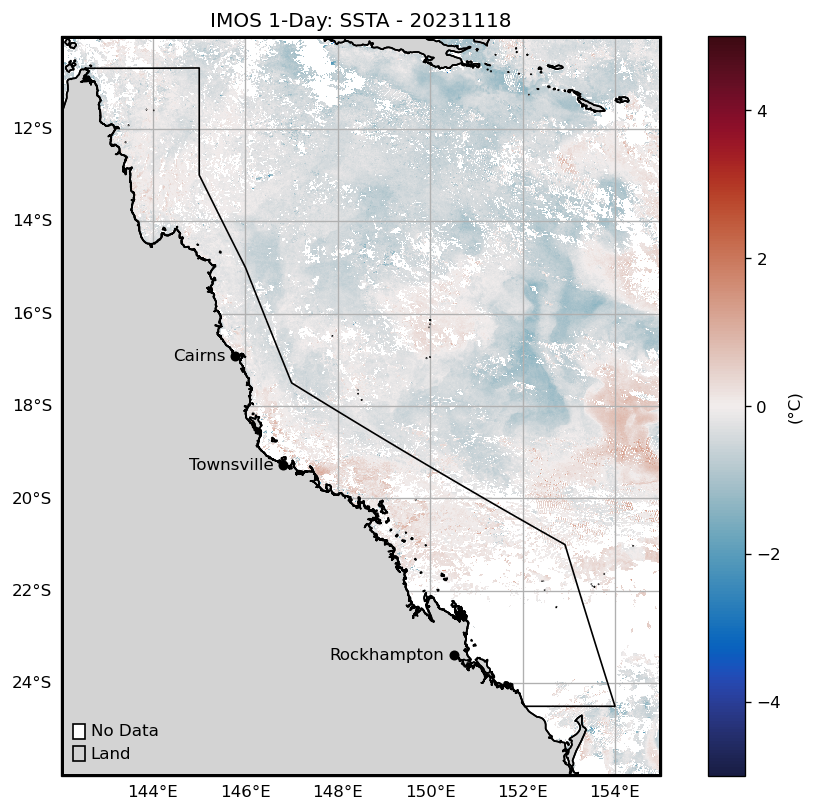 IMOS 1-Day: SSTA - 20231118
12°S
14°S
16°S
18°S
20°S
22°S
24°S
Cairns
Townsville
Rockhampton
No Data
Land
144°E 146°E 148°E 150°E 152°E 154°E
4
2
0
−2
−4
(°C)